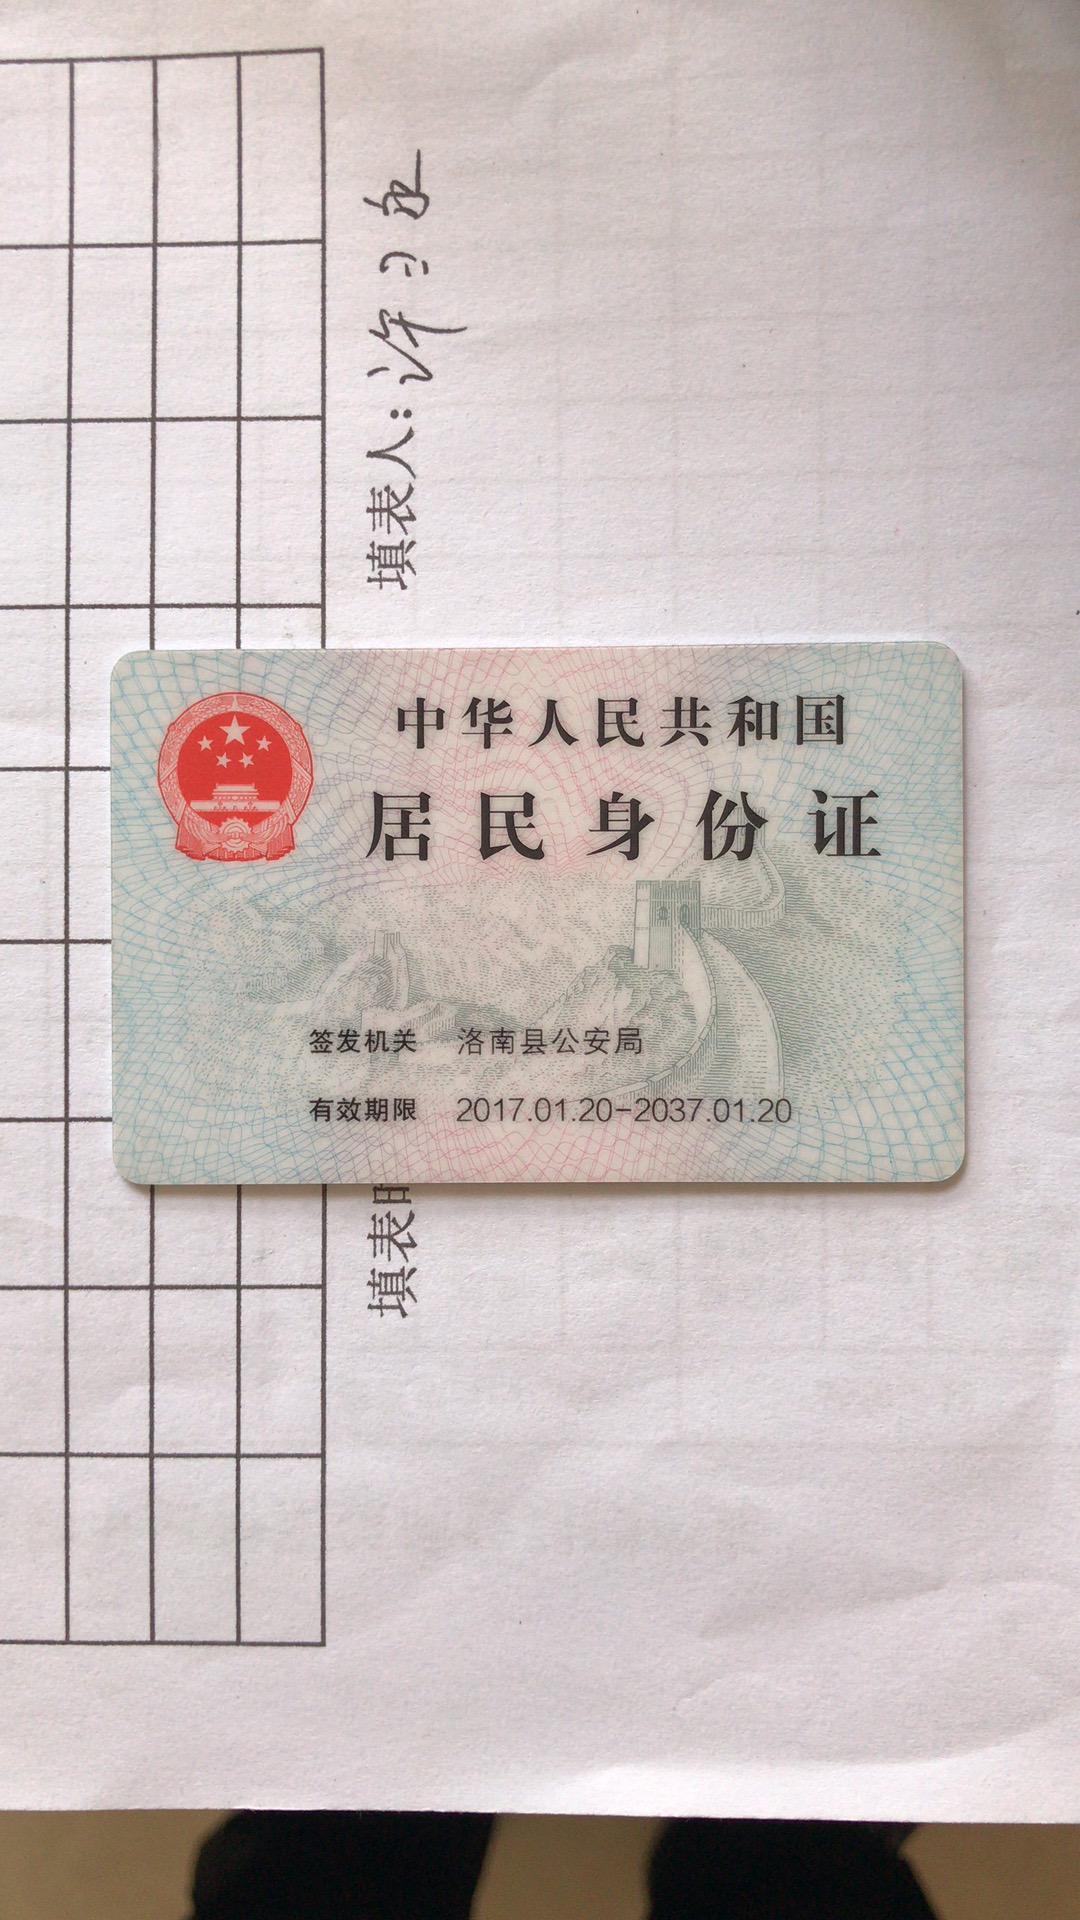 中华人民共和国
居民身份证
签发机关 洛南县公安局
有效期限 2017.01.20-2037.01.20
填表人：许
填表时